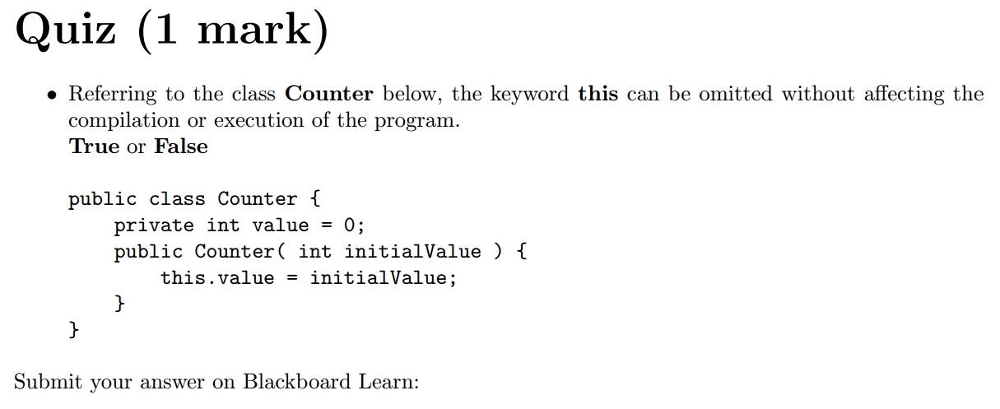 Quiz (1 mark)
• Referring to the class Counter below, the keyword this can be omitted without affecting the
compilation or execution of the program.
True or False
public class Counter {
    private int value = 0;
    public Counter( int initialValue ) {
        this.value = initialValue;
    }
}
Submit your answer on Blackboard Learn: